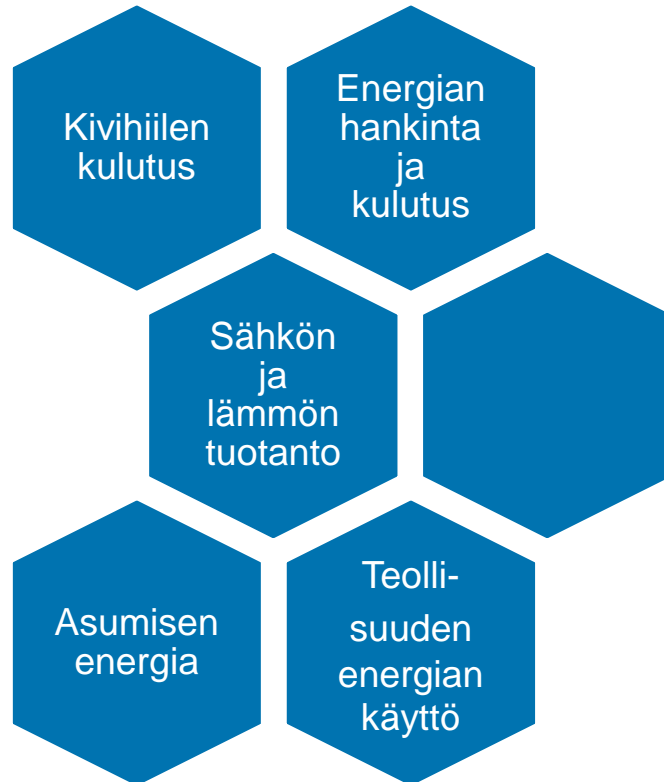 Kivihiilen
kulutus
Energian
hankinta
ja
kulutus
Sähkön
ja
lämmön
tuotanto
Asumisen
energia
Teolli-
suuden
energian
käyttö